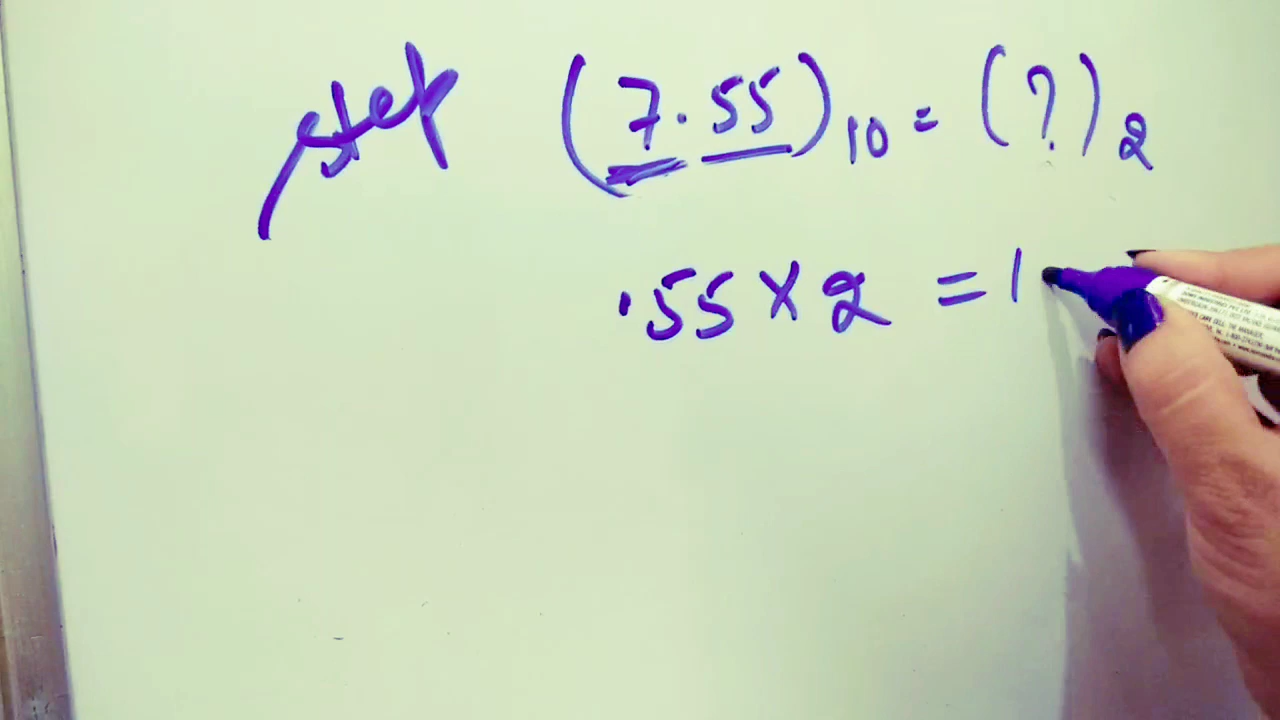 step (7.55)10 = (?)2
.55 x 2 = 1